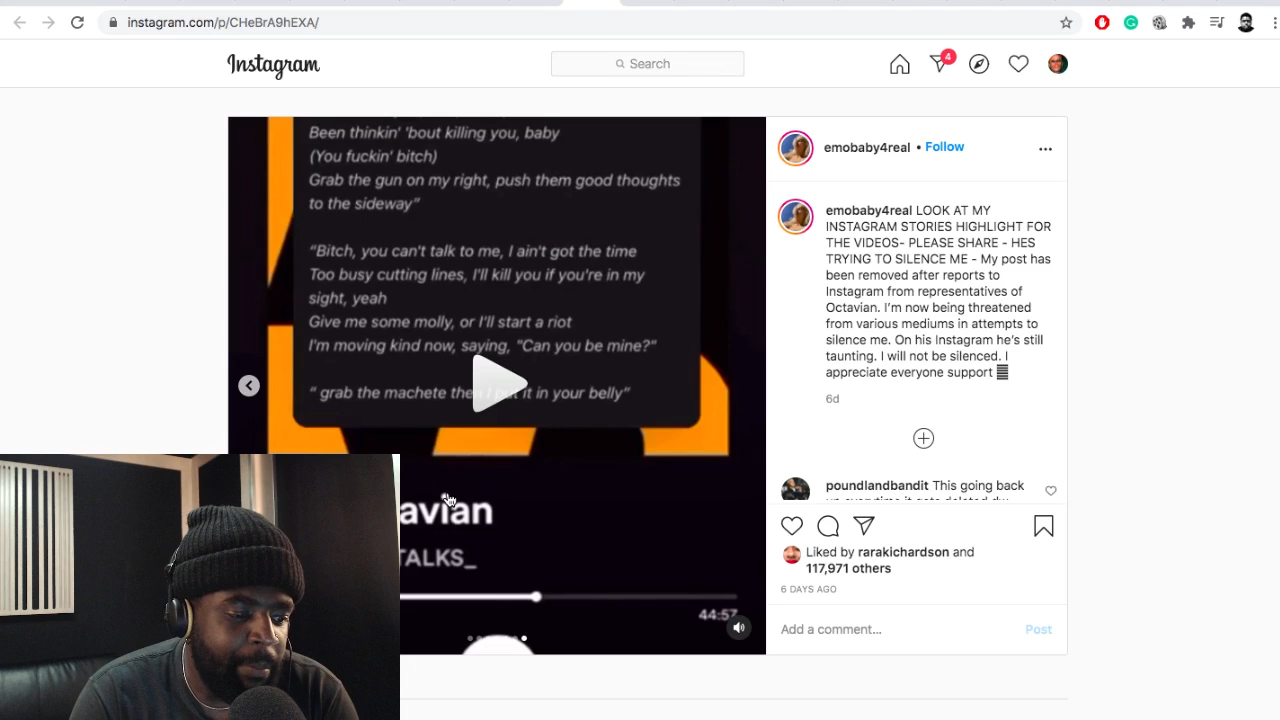 instagram.com/p/CHeBrA9hEXA/
Instagram
Search
4
Been thinkin' 'bout killing you, baby
(You fuckin' bitch)
Grab the gun on my right, push them good thoughts
to the sideway”
“Bitch, you can't talk to me, I ain't got the time
Too busy cutting lines, I'll kill you if you're in my
sight, yeah
Give me some molly, or I'll start a riot
I'm moving kind now, saying, "Can you be mine?"
“ grab the machete then I put it in your belly”
avian
TALKS_
44:57
emobaby4real • Follow
emobaby4real LOOK AT MY
INSTAGRAM STORIES HIGHLIGHT FOR
THE VIDEOS- PLEASE SHARE - HES
TRYING TO SILENCE ME - My post has
been removed after reports to
Instagram from representatives of
Octavian. I’m now being threatened
from various mediums in attempts to
silence me. On his Instagram he’s still
taunting. I will not be silenced. I
appreciate everyone support
6d
poundlandbandit This going back
Liked by rarakichardson and
117,971 others
6 DAYS AGO
Add a comment...
Post